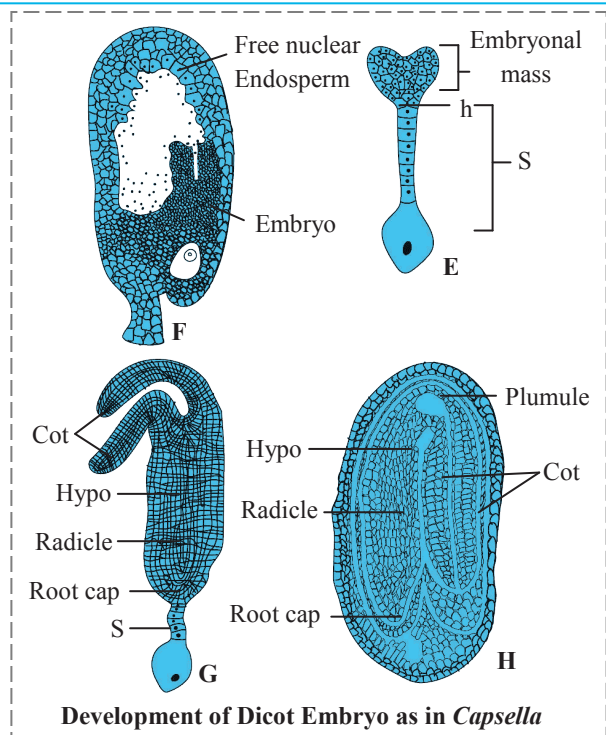 Free nuclear
Endosperm
Embryo
F
Embryonal
mass
h
S
E
Cot
Hypo
Radicle
Root cap
S
G
Plumule
Hypo
Cot
Radicle
Root cap
H
Development of Dicot Embryo as in Capsella